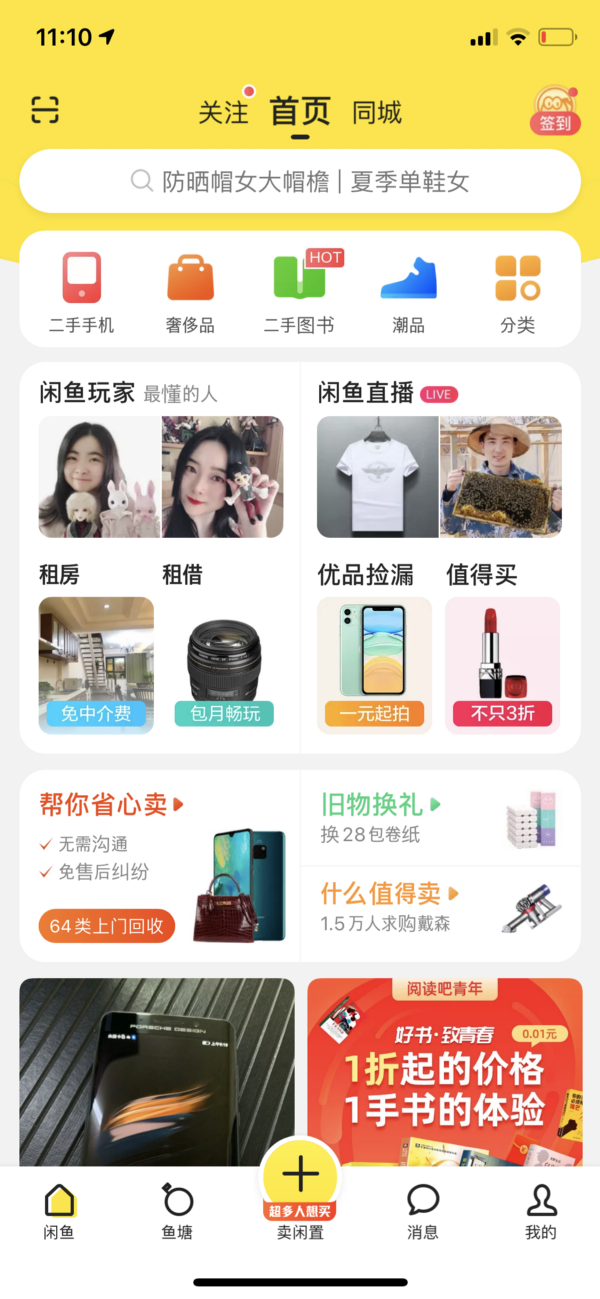 11:10
关注 首页 同城
签到
防晒帽女大帽檐 | 夏季单鞋女
HOT
二手手机 奢侈品 二手图书 潮品 分类
闲鱼玩家 最懂的人
闲鱼直播 LIVE
租房 租借 优品捡漏 值得买
免中介费 包月畅玩 一元起拍 不只3折
帮你省心卖
无需沟通
免售后纠纷
64类上门回收
旧物换礼
换28包卷纸
什么值得卖
1.5万人求购戴森
PORSCHE DESIGN
阅读吧青年
好书·致青春 0.01元
1折起的价格
1手书的体验
超多人想买
闲鱼 鱼塘 卖闲置 消息 我的